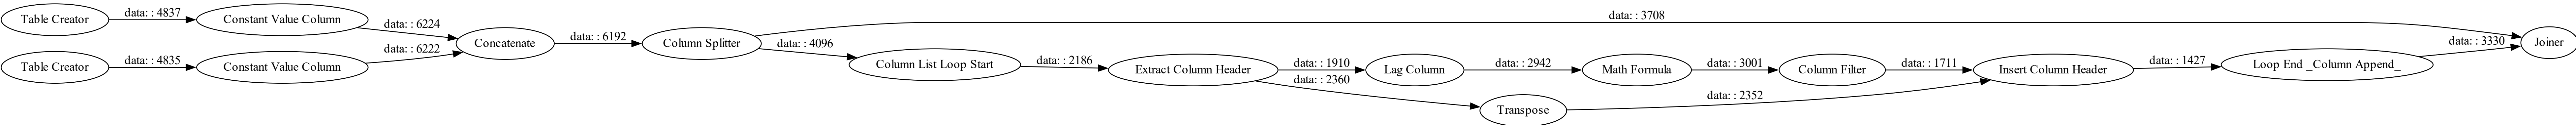 Table Creator
data: : 4837
Constant Value Column
data: : 6224
Table Creator
data: : 4835
Constant Value Column
data: : 6222
Concatenate
data: : 6192
Column Splitter
data: : 3708
data: : 4096
Column List Loop Start
data: : 2186
Extract Column Header
data: : 1910
data: : 2360
Lag Column
data: : 2942
Math Formula
data: : 3001
Column Filter
data: : 1711
Transpose
data: : 2352
Insert Column Header
data: : 1427
Loop End _Column Append_
data: : 3330
Joiner